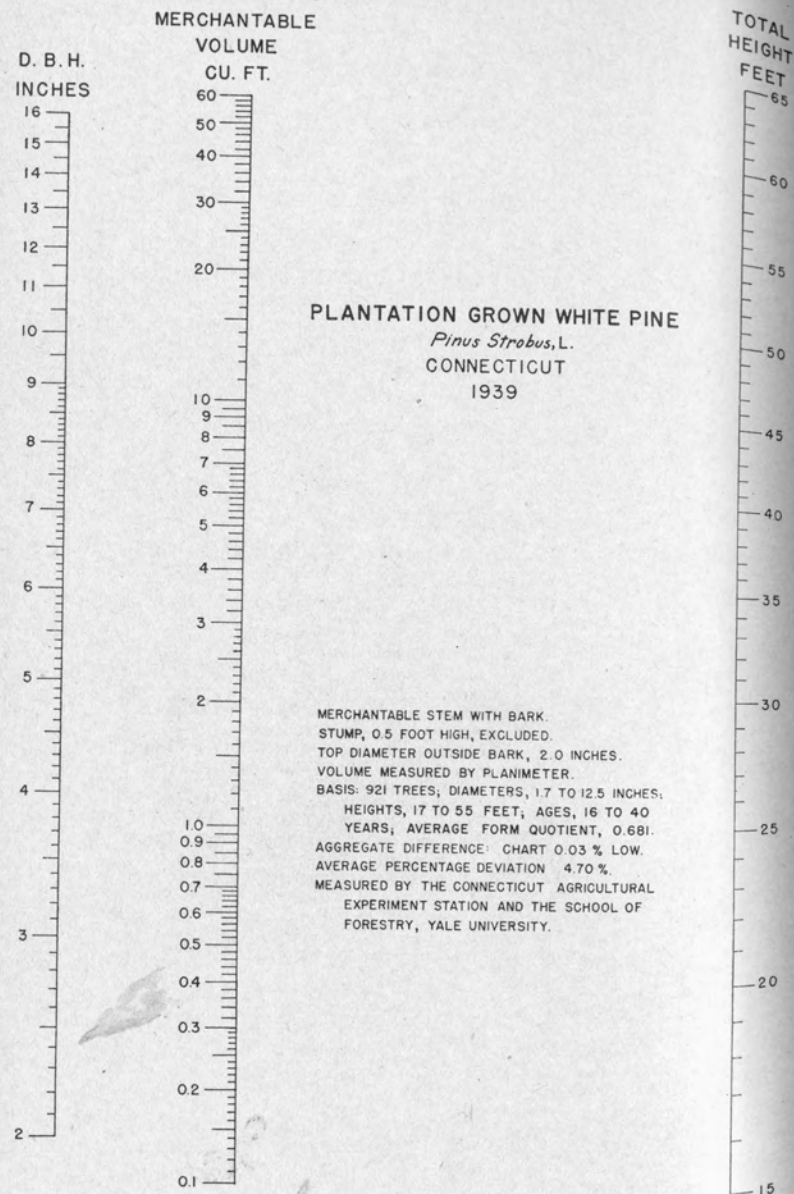 D. B. H.
INCHES
16
15
14
13
12
11
10
9
8
7
6
5
4
3
2
MERCHANTABLE
VOLUME
CU. FT.
60
50
40
30
20
10
9
8
7
6
5
4
3
2
1.0
0.9
0.8
0.7
0.6
0.5
0.4
0.3
0.2
0.1
PLANTATION GROWN WHITE PINE
Pinus Strobus, L.
CONNECTICUT
1939
MERCHANTABLE STEM WITH BARK.
STUMP, 0.5 FOOT HIGH, EXCLUDED.
TOP DIAMETER OUTSIDE BARK, 2.0 INCHES.
VOLUME MEASURED BY PLANIMETER.
BASIS: 921 TREES; DIAMETERS, 1.7 TO 12.5 INCHES;
HEIGHTS, 17 TO 55 FEET; AGES, 16 TO 40
YEARS; AVERAGE FORM QUOTIENT, 0.681.
AGGREGATE DIFFERENCE: CHART 0.03 % LOW.
AVERAGE PERCENTAGE DEVIATION 4.70 %.
MEASURED BY THE CONNECTICUT AGRICULTURAL
EXPERIMENT STATION AND THE SCHOOL OF
FORESTRY, YALE UNIVERSITY.
TOTAL
HEIGHT
FEET
65
60
55
50
45
40
35
30
25
20
15